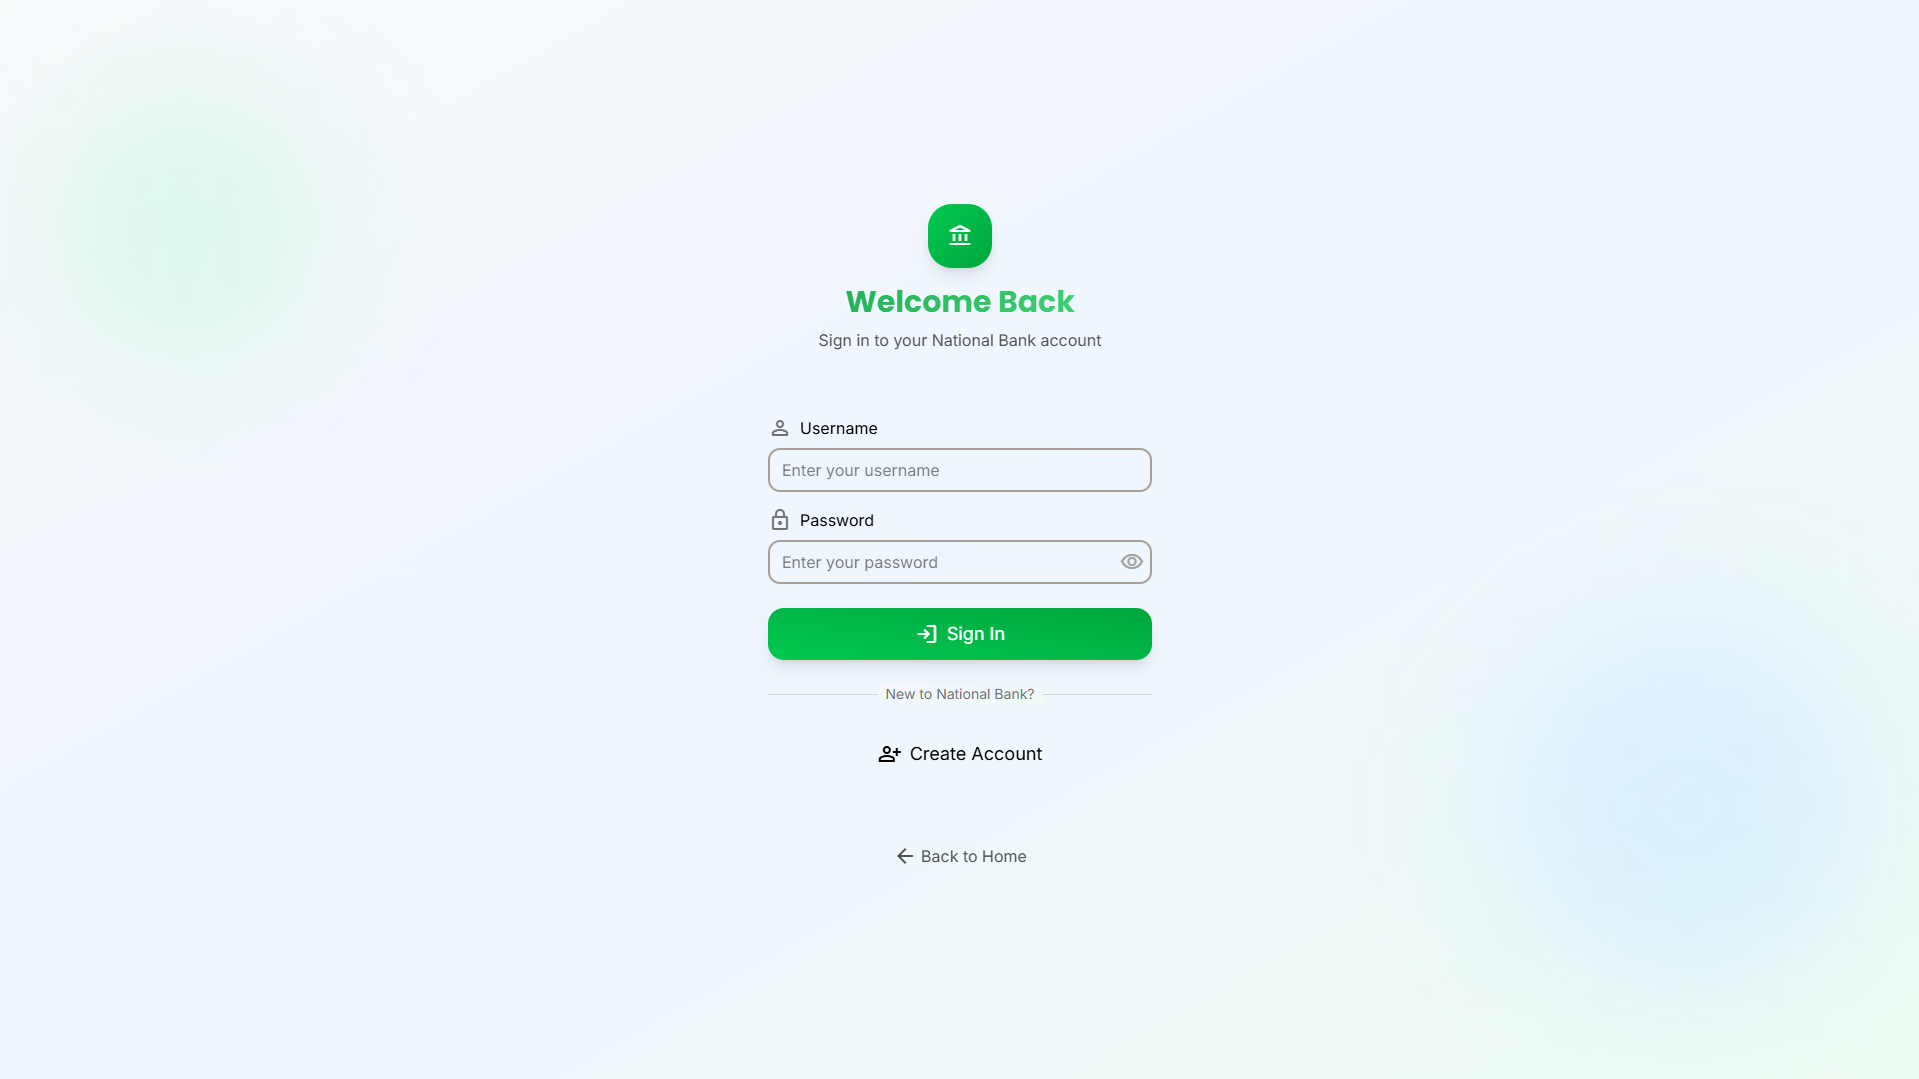 Welcome Back
Sign in to your National Bank account
Username
Enter your username
Password
Enter your password
Sign In
New to National Bank?
Create Account
Back to Home